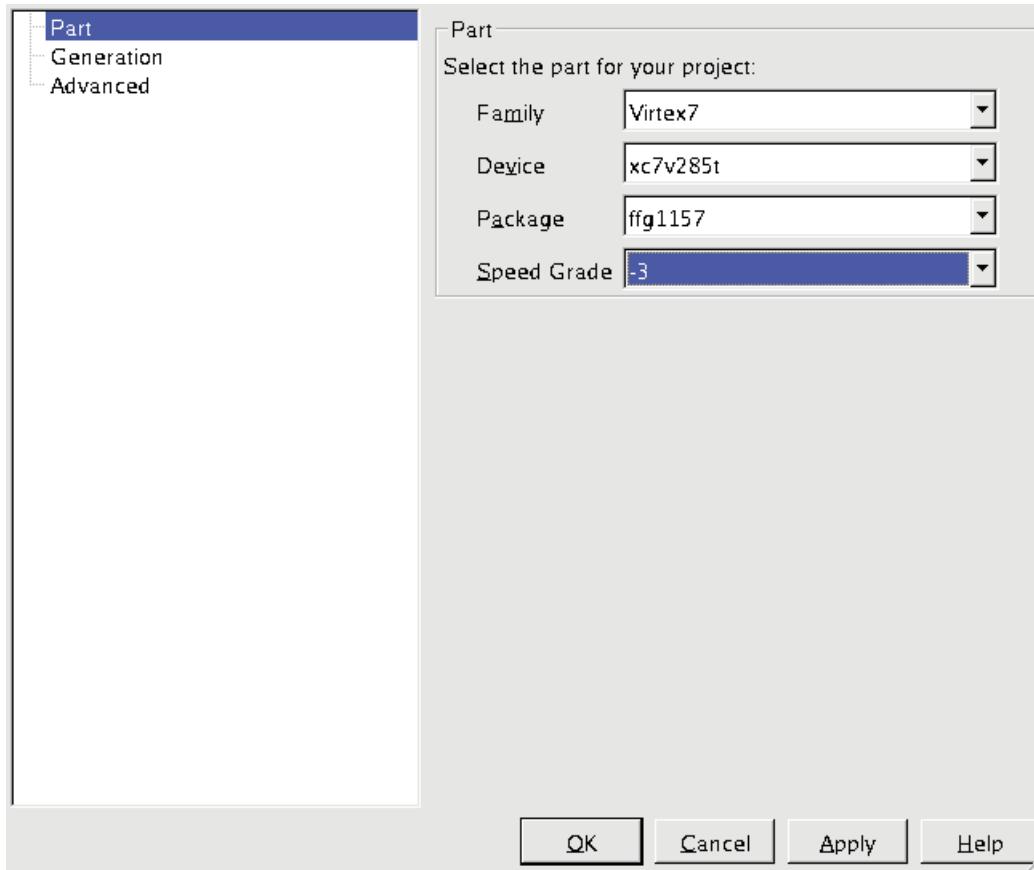 Part
Generation
Advanced
Part
Select the part for your project:
Family Virtex7
Device xc7v285t
Package ffg1157
Speed Grade -3
OK Cancel Apply Help